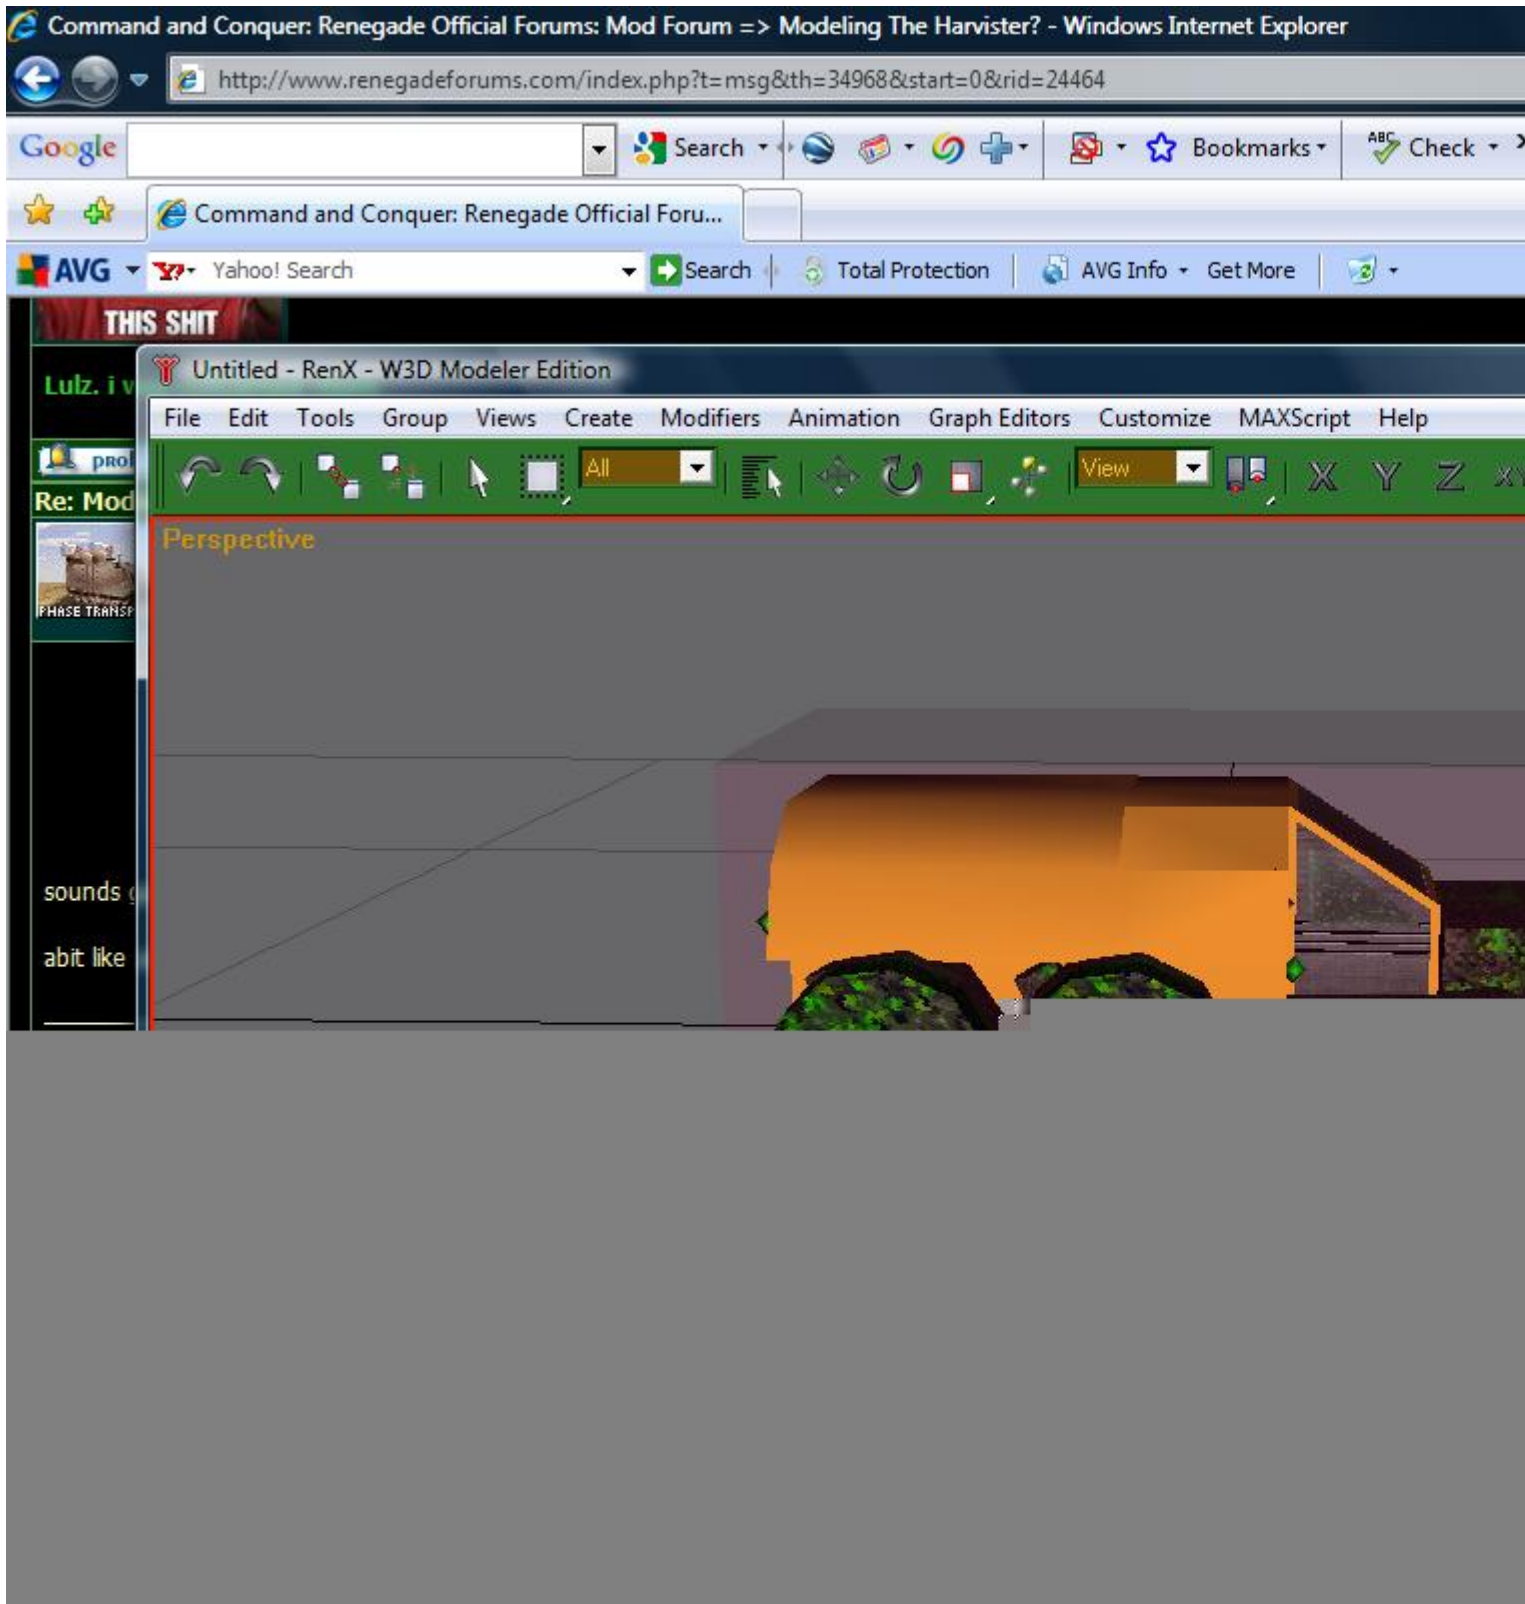 Command and Conquer: Renegade Official Forums: Mod Forum => Modeling The Harvister? - Windows Internet Explorer
http://www.renegadeforums.com/index.php?t=msg&th=34968&start=0&rid=24464
Google Search Bookmarks ABC Check
Command and Conquer: Renegade Official Foru...
AVG Y? Yahoo! Search Search Total Protection AVG Info Get More
THIS SHIT
Untitled - RenX - W3D Modeler Edition
Lulz. i
File Edit Tools Group Views Create Modifiers Animation Graph Editors Customize MAXScript Help
All View X Y Z
Re: Mod
Perspective
PHASE
sounds
abit like